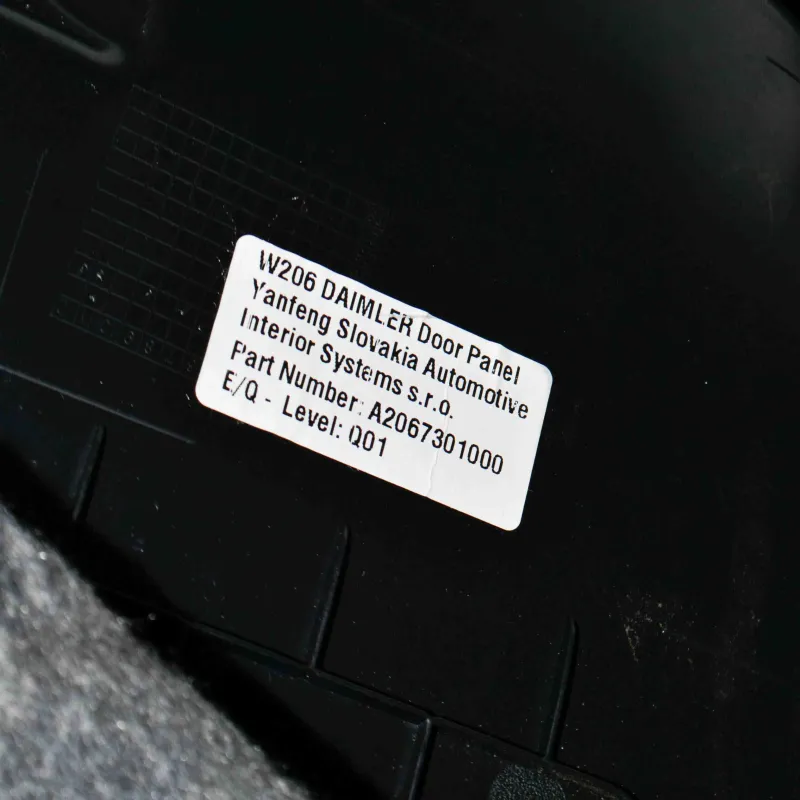 W206 DAIMLER Door Panel
Yanfeng Slovakia Automotive
Interior Systems s.r.o.
Part Number: A2067301000
E/Q - Level: Q01